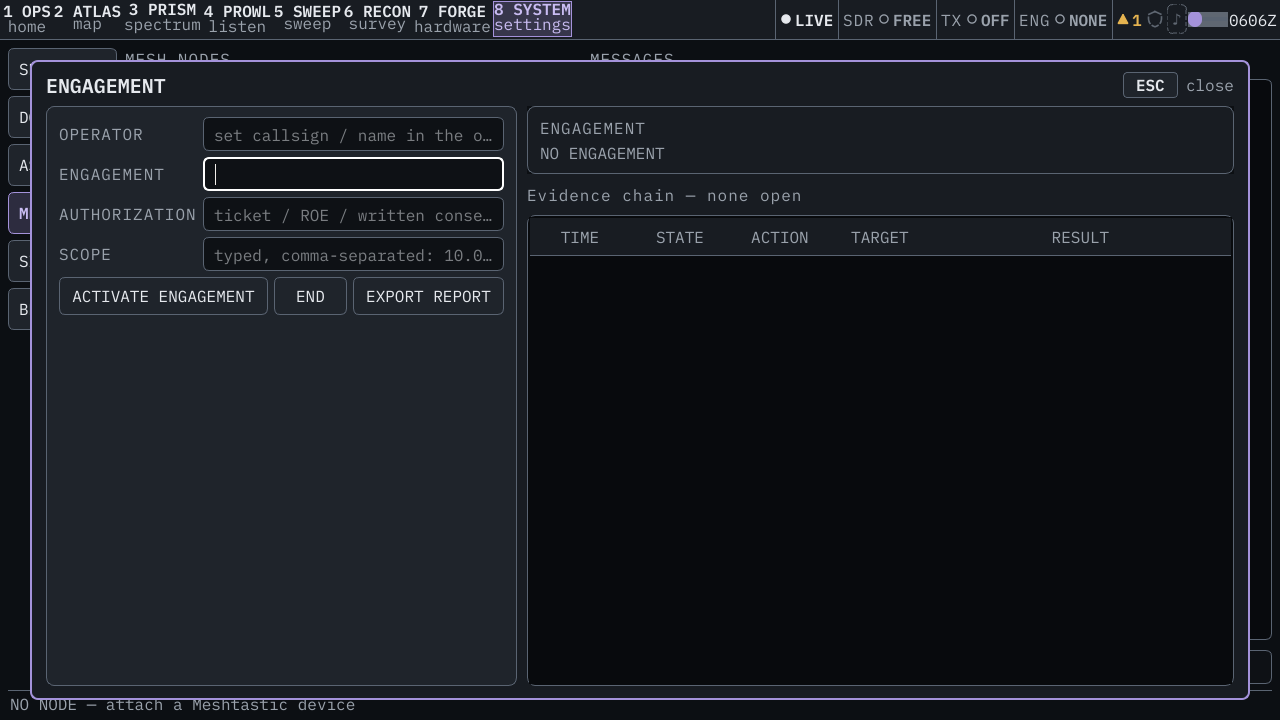 1 OPS 2 ATLAS 3 PRISM 4 PROWL 5 SWEEP 6 RECON 7 FORGE 8 SYSTEM
home map spectrum listen sweep survey hardware settings
LIVE SDR FREE TX OFF ENG NONE 1 0606Z
MESH NODES MESSAGES
ENGAGEMENT ESC close
OPERATOR set callsign / name in the o…
ENGAGEMENT
AUTHORIZATION ticket / ROE / written conse…
SCOPE typed, comma-separated: 10.0…
ACTIVATE ENGAGEMENT END EXPORT REPORT
ENGAGEMENT
NO ENGAGEMENT
Evidence chain — none open
TIME STATE ACTION TARGET RESULT
NO NODE — attach a Meshtastic device